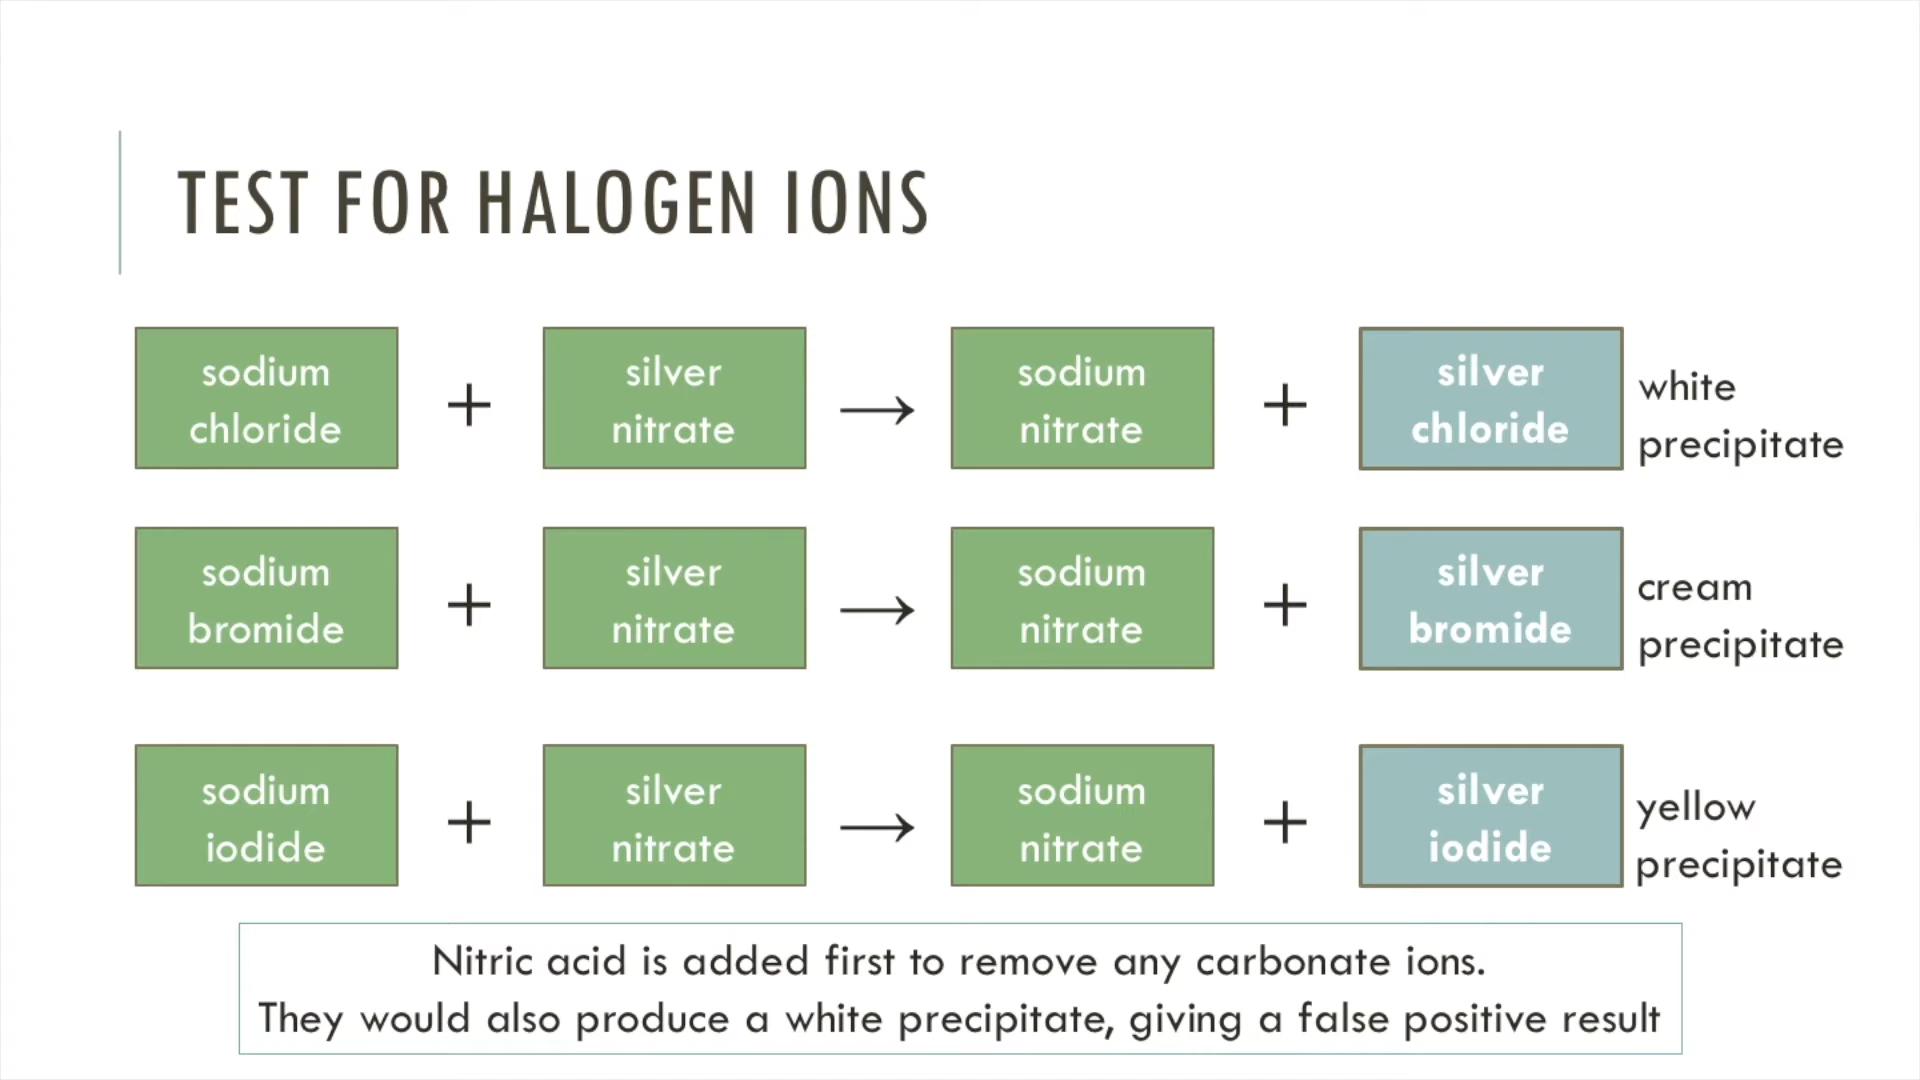 TEST FOR HALOGEN IONS
sodium
chloride
+
silver
nitrate
→
sodium
nitrate
+
silver
chloride
white
precipitate
sodium
bromide
+
silver
nitrate
→
sodium
nitrate
+
silver
bromide
cream
precipitate
sodium
iodide
+
silver
nitrate
→
sodium
nitrate
+
silver
iodide
yellow
precipitate
Nitric acid is added first to remove any carbonate ions.
They would also produce a white precipitate, giving a false positive result